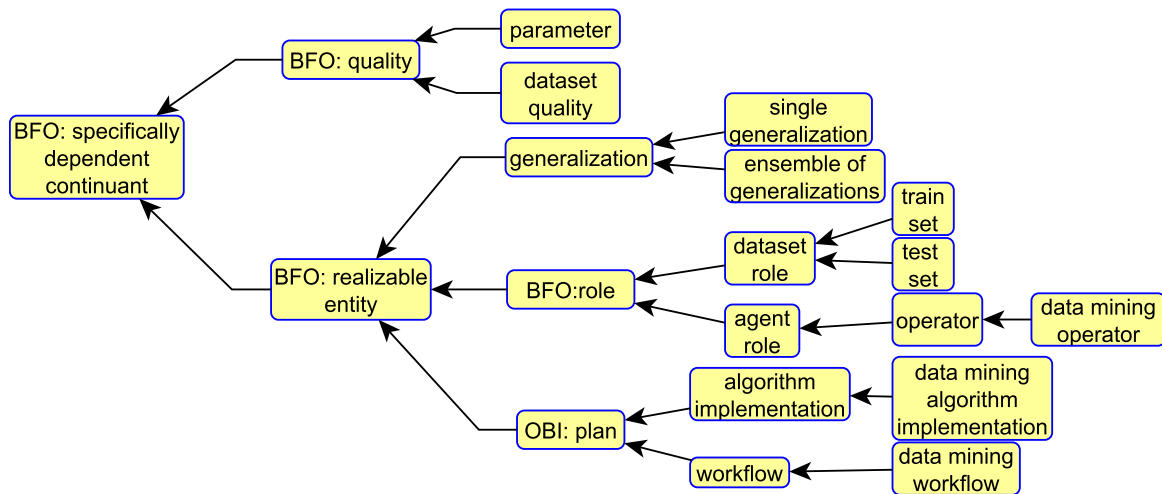 parameter
BFO: quality
dataset
quality
BFO: specifically
dependent
continuant
single
generalization
generalization
ensemble of
generalizations
train
set
dataset
role
test
set
BFO: realizable
entity
BFO:role
agent
role
operator
data mining
operator
algorithm
implementation
data mining
algorithm
implementation
OBI: plan
workflow
data mining
workflow